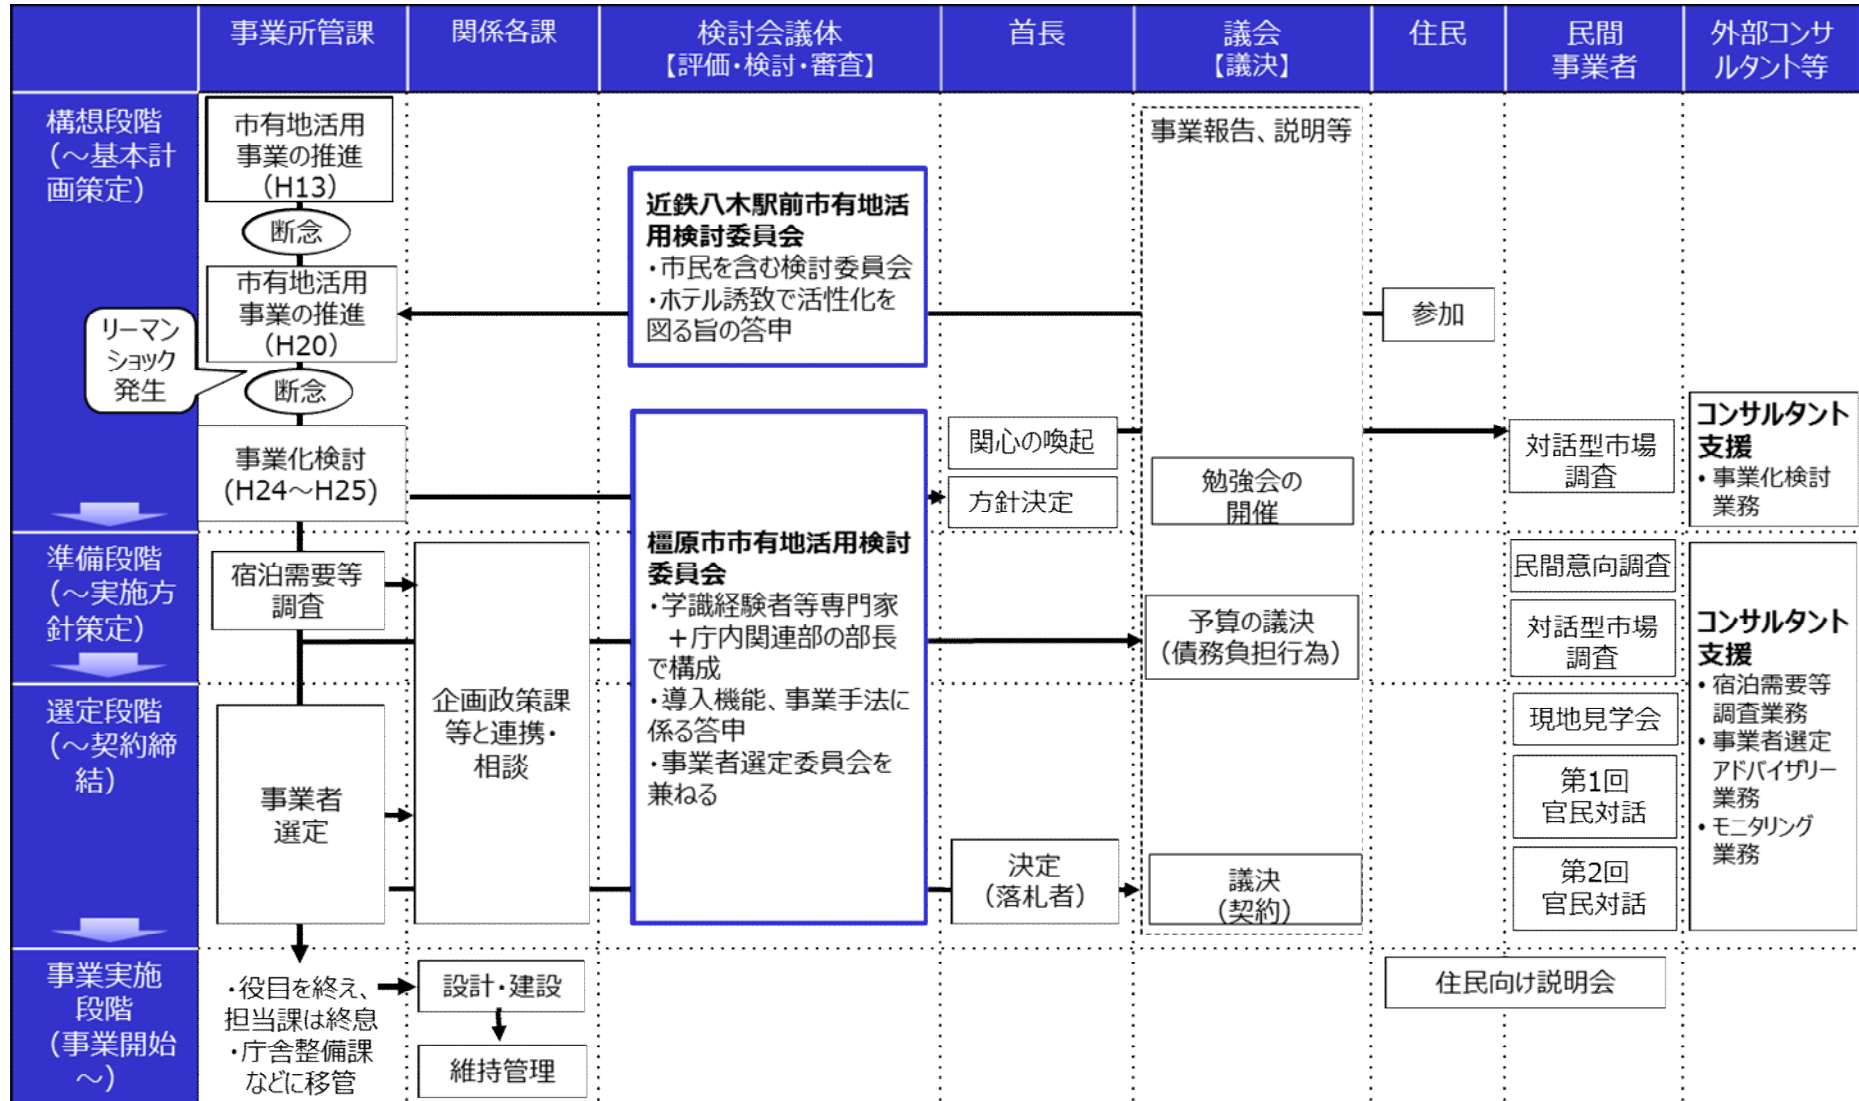 事業所管課
関係各課
検討会議体
【評価・検討・審査】
首長
議会
【議決】
住民
民間
事業者
外部コンサ
ルタント等
構想段階
(～基本計
画策定)
市有地活用
事業の推進
(H13)
断念
市有地活用
事業の推進
(H20)
リーマン
ショック
発生
断念
事業化検討
(H24～H25)
近鉄八木駅前市有地活
用検討委員会
・市民を含む検討委員会
・ホテル誘致で活性化を
図る旨の答申
事業報告、説明等
参加
関心の喚起
方針決定
勉強会の
開催
対話型市場
調査
コンサルタント
支援
・事業化検討
業務
準備段階
(～実施方
針策定)
宿泊需要等
調査
企画政策課
等と連携・
相談
橿原市市有地活用検討
委員会
・学識経験者等専門家
＋庁内関連部の部長
で構成
・導入機能、事業手法に
係る答申
・事業者選定委員会を
兼ねる
予算の議決
(債務負担行為)
民間意向調査
対話型市場
調査
コンサルタント
支援
・宿泊需要等
調査業務
・事業者選定
アドバイザリー
業務
・モニタリング
業務
選定段階
(～契約締
結)
事業者
選定
決定
(落札者)
議決
(契約)
現地見学会
第1回
官民対話
第2回
官民対話
事業実施
段階
(事業開始
～)
・役目を終え、
担当課は終息
・庁舎整備課
などに移管
設計・建設
維持管理
住民向け説明会